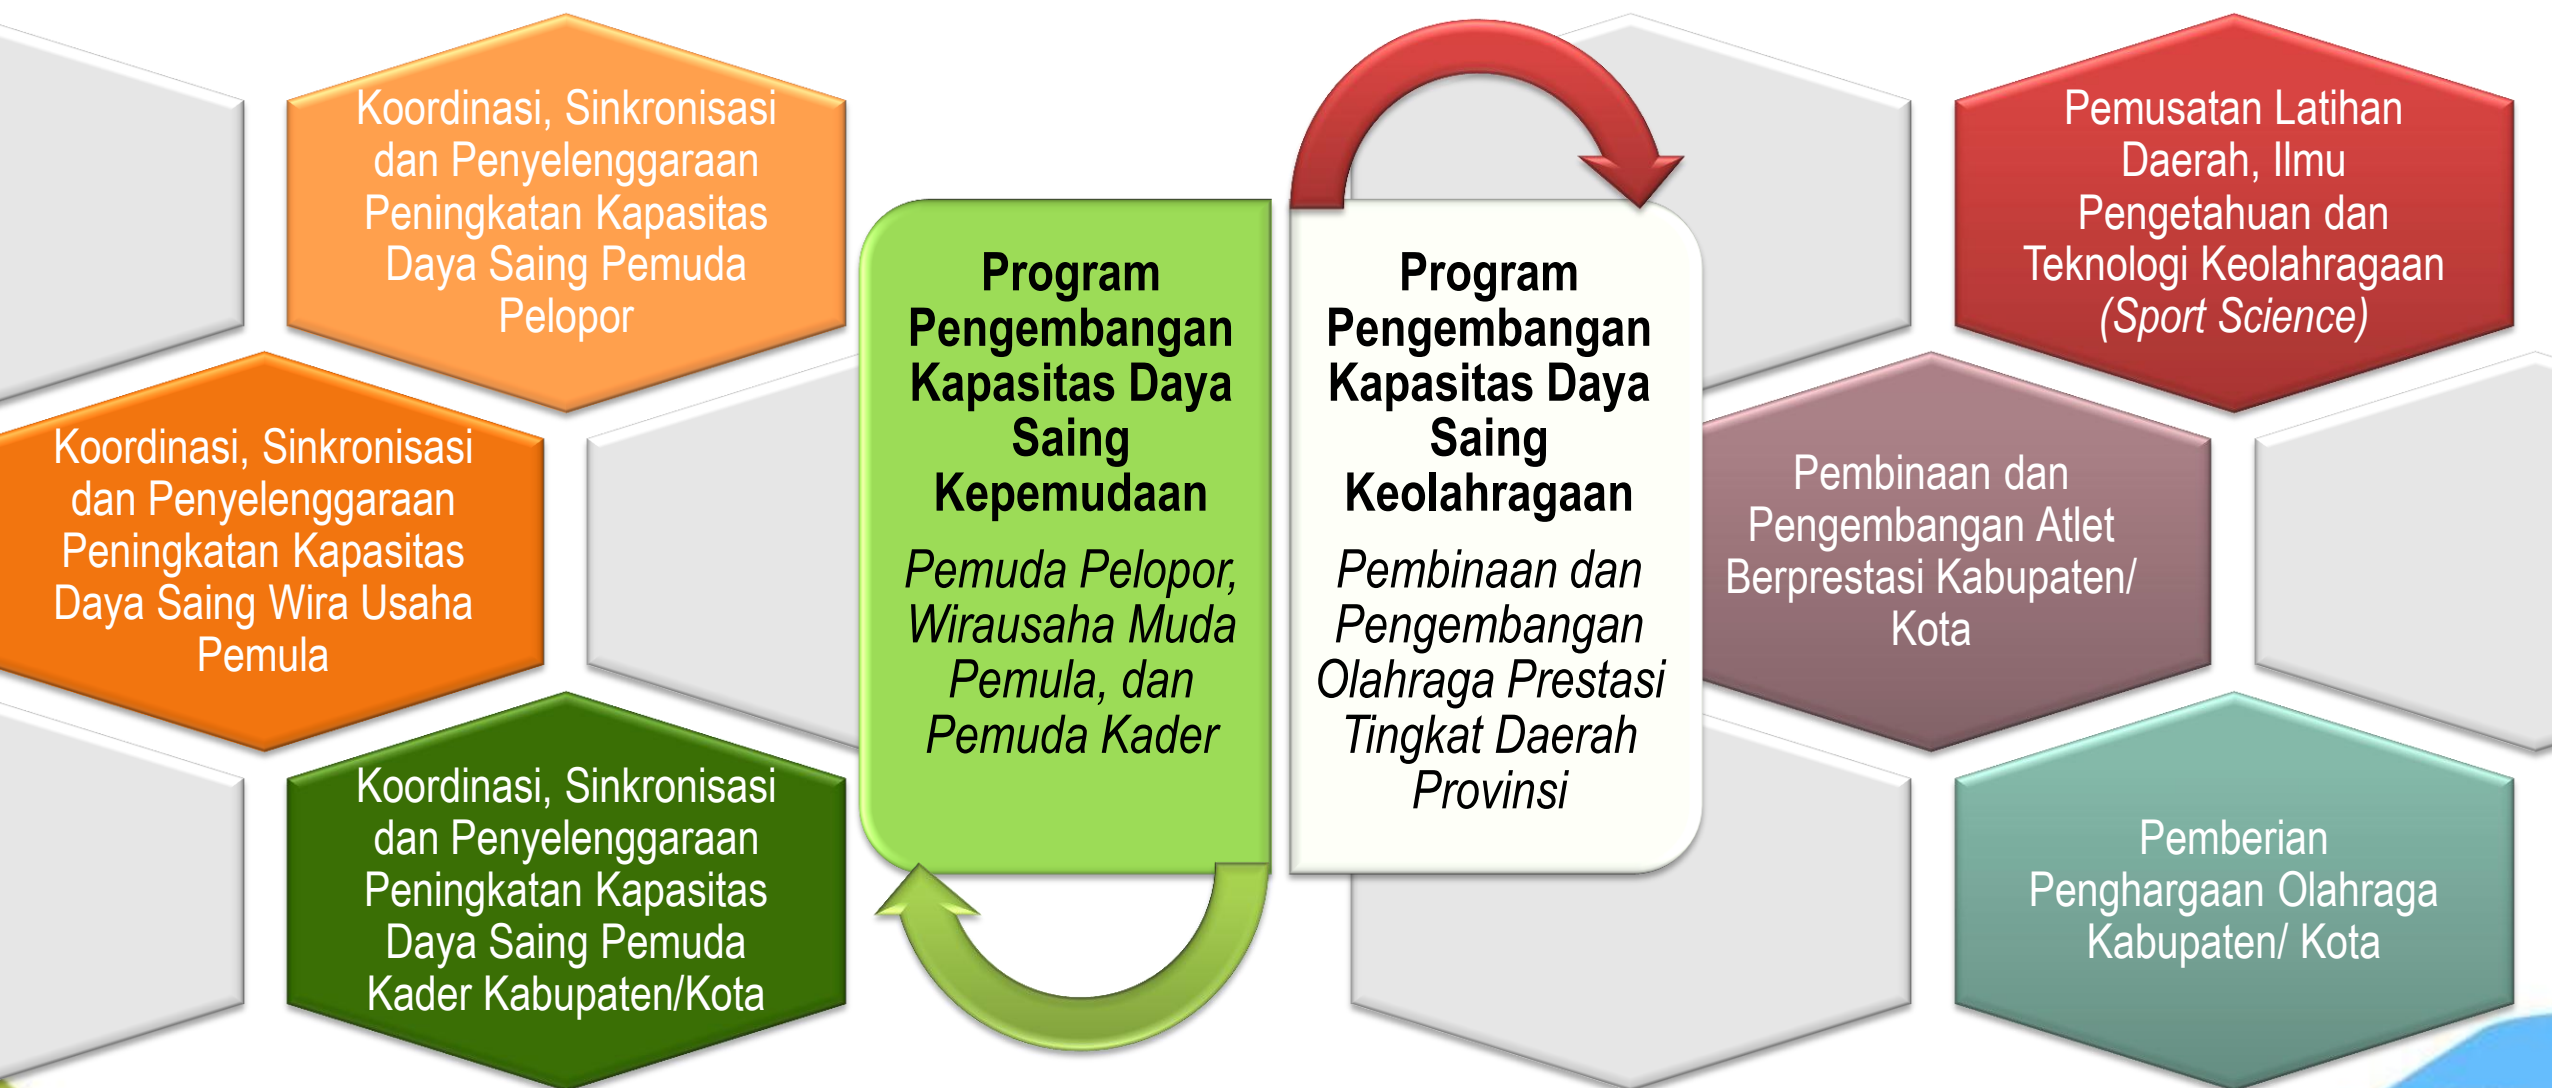 Koordinasi, Sinkronisasi
dan Penyelenggaraan
Peningkatan Kapasitas
Daya Saing Pemuda
Pelopor
Koordinasi, Sinkronisasi
dan Penyelenggaraan
Peningkatan Kapasitas
Daya Saing Wira Usaha
Pemula
Koordinasi, Sinkronisasi
dan Penyelenggaraan
Peningkatan Kapasitas
Daya Saing Pemuda
Kader Kabupaten/Kota
Program
Pengembangan
Kapasitas Daya
Saing
Kepemudaan
Pemuda Pelopor,
Wirausaha Muda
Pemula, dan
Pemuda Kader
Program
Pengembangan
Kapasitas Daya
Saing
Keolahragaan
Pembinaan dan
Pengembangan
Olahraga Prestasi
Tingkat Daerah
Provinsi
Pemusatan Latihan
Daerah, Ilmu
Pengetahuan dan
Teknologi Keolahragaan
(Sport Science)
Pembinaan dan
Pengembangan Atlet
Berprestasi Kabupaten/
Kota
Pemberian
Penghargaan Olahraga
Kabupaten/ Kota